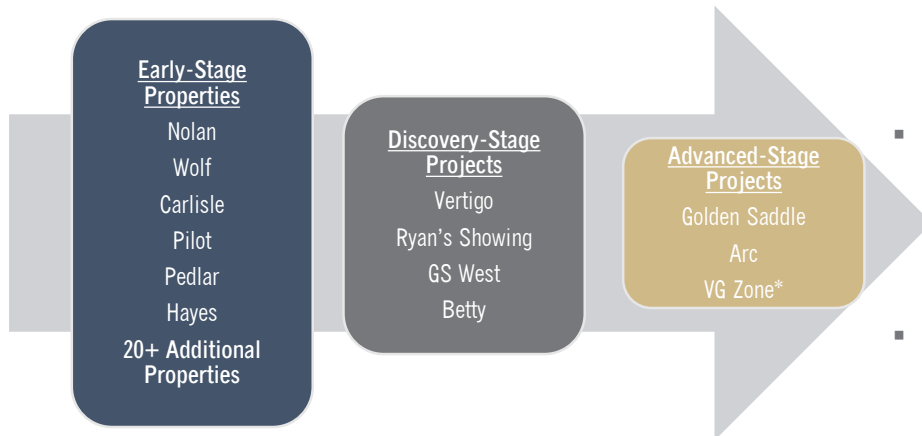 Early-Stage
Properties
Nolan
Wolf
Carlisle
Pilot
Pedlar
Hayes
20+ Additional
Properties
Discovery-Stage
Projects
Vertigo
Ryan’s Showing
GS West
Betty
Advanced-Stage
Projects
Golden Saddle
Arc
VG Zone*